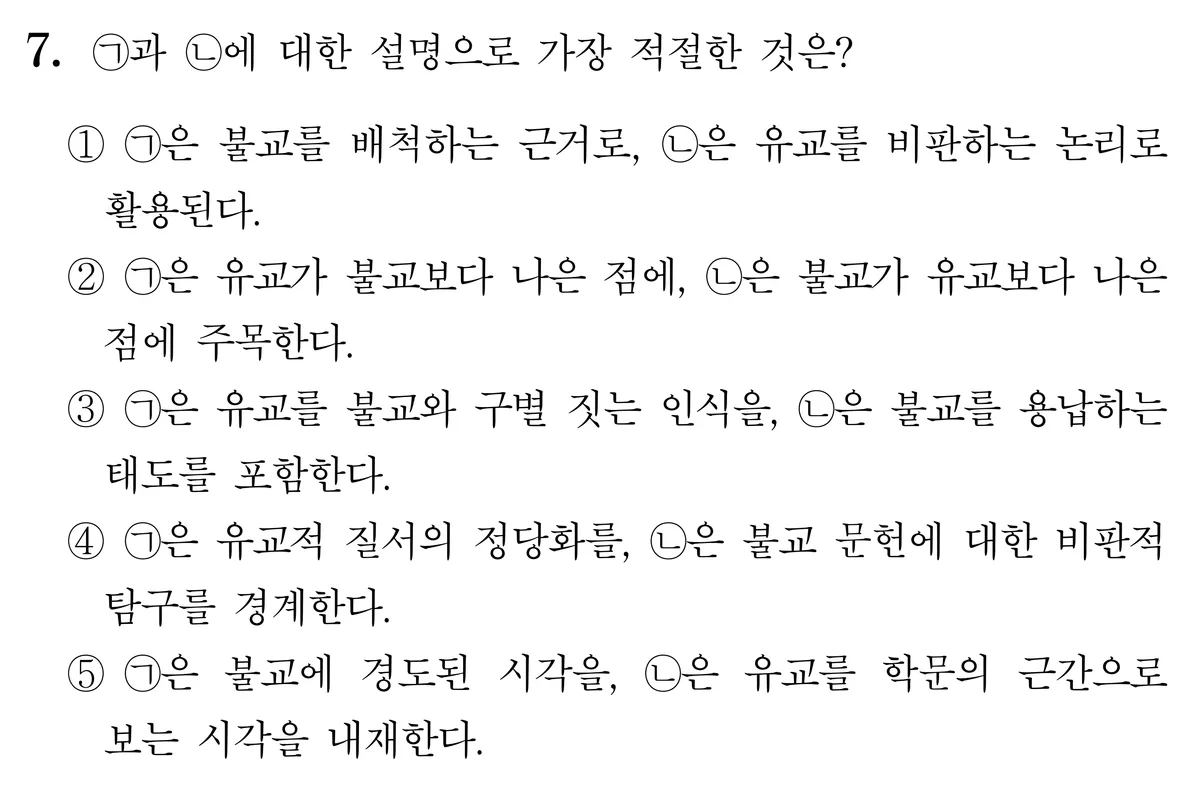 7. ㉠과 ㉡에 대한 설명으로 가장 적절한 것은?
① ㉠은 불교를 배척하는 근거로, ㉡은 유교를 비판하는 논리로
활용된다.
② ㉠은 유교가 불교보다 나은 점에, ㉡은 불교가 유교보다 나은
점에 주목한다.
③ ㉠은 유교를 불교와 구별 짓는 인식을, ㉡은 불교를 용납하는
태도를 포함한다.
④ ㉠은 유교적 질서의 정당화를, ㉡은 불교 문헌에 대한 비판적
탐구를 경계한다.
⑤ ㉠은 불교에 경도된 시각을, ㉡은 유교를 학문의 근간으로
보는 시각을 내재한다.